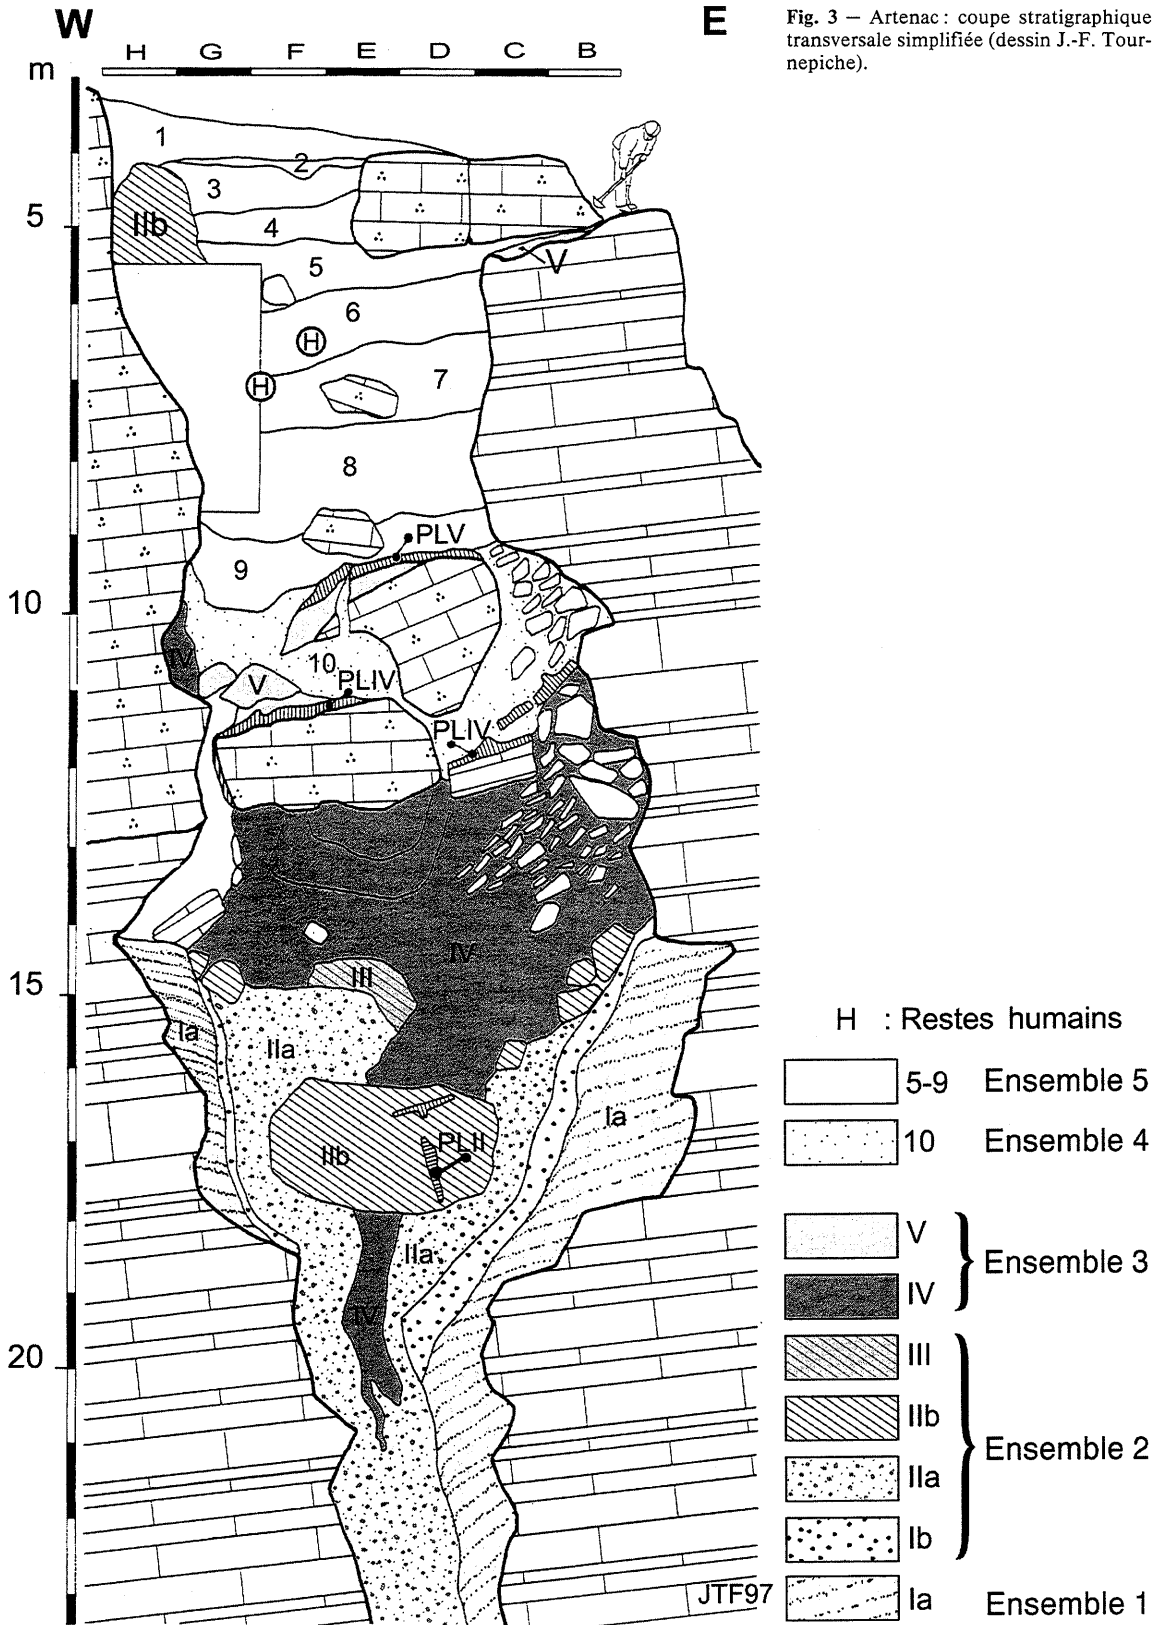 W
E
Fig. 3 — Artenac : coupe stratigraphique
transversale simplifiée (dessin J.-F. Tour-
nepiche).
H G F E D C B
m
1
2
3
IIb
4
5
5
V
6
H
H
7
8
PLV
9
10
IV
10
V
PLIV
PLIV
IV
III
15
Ia
IIa
Ia
IIb
PLII
IIa
IV
20
H : Restes humains
5-9 Ensemble 5
10 Ensemble 4
V
Ensemble 3
IV
III
IIb
Ensemble 2
IIa
Ib
JTF97
Ia Ensemble 1